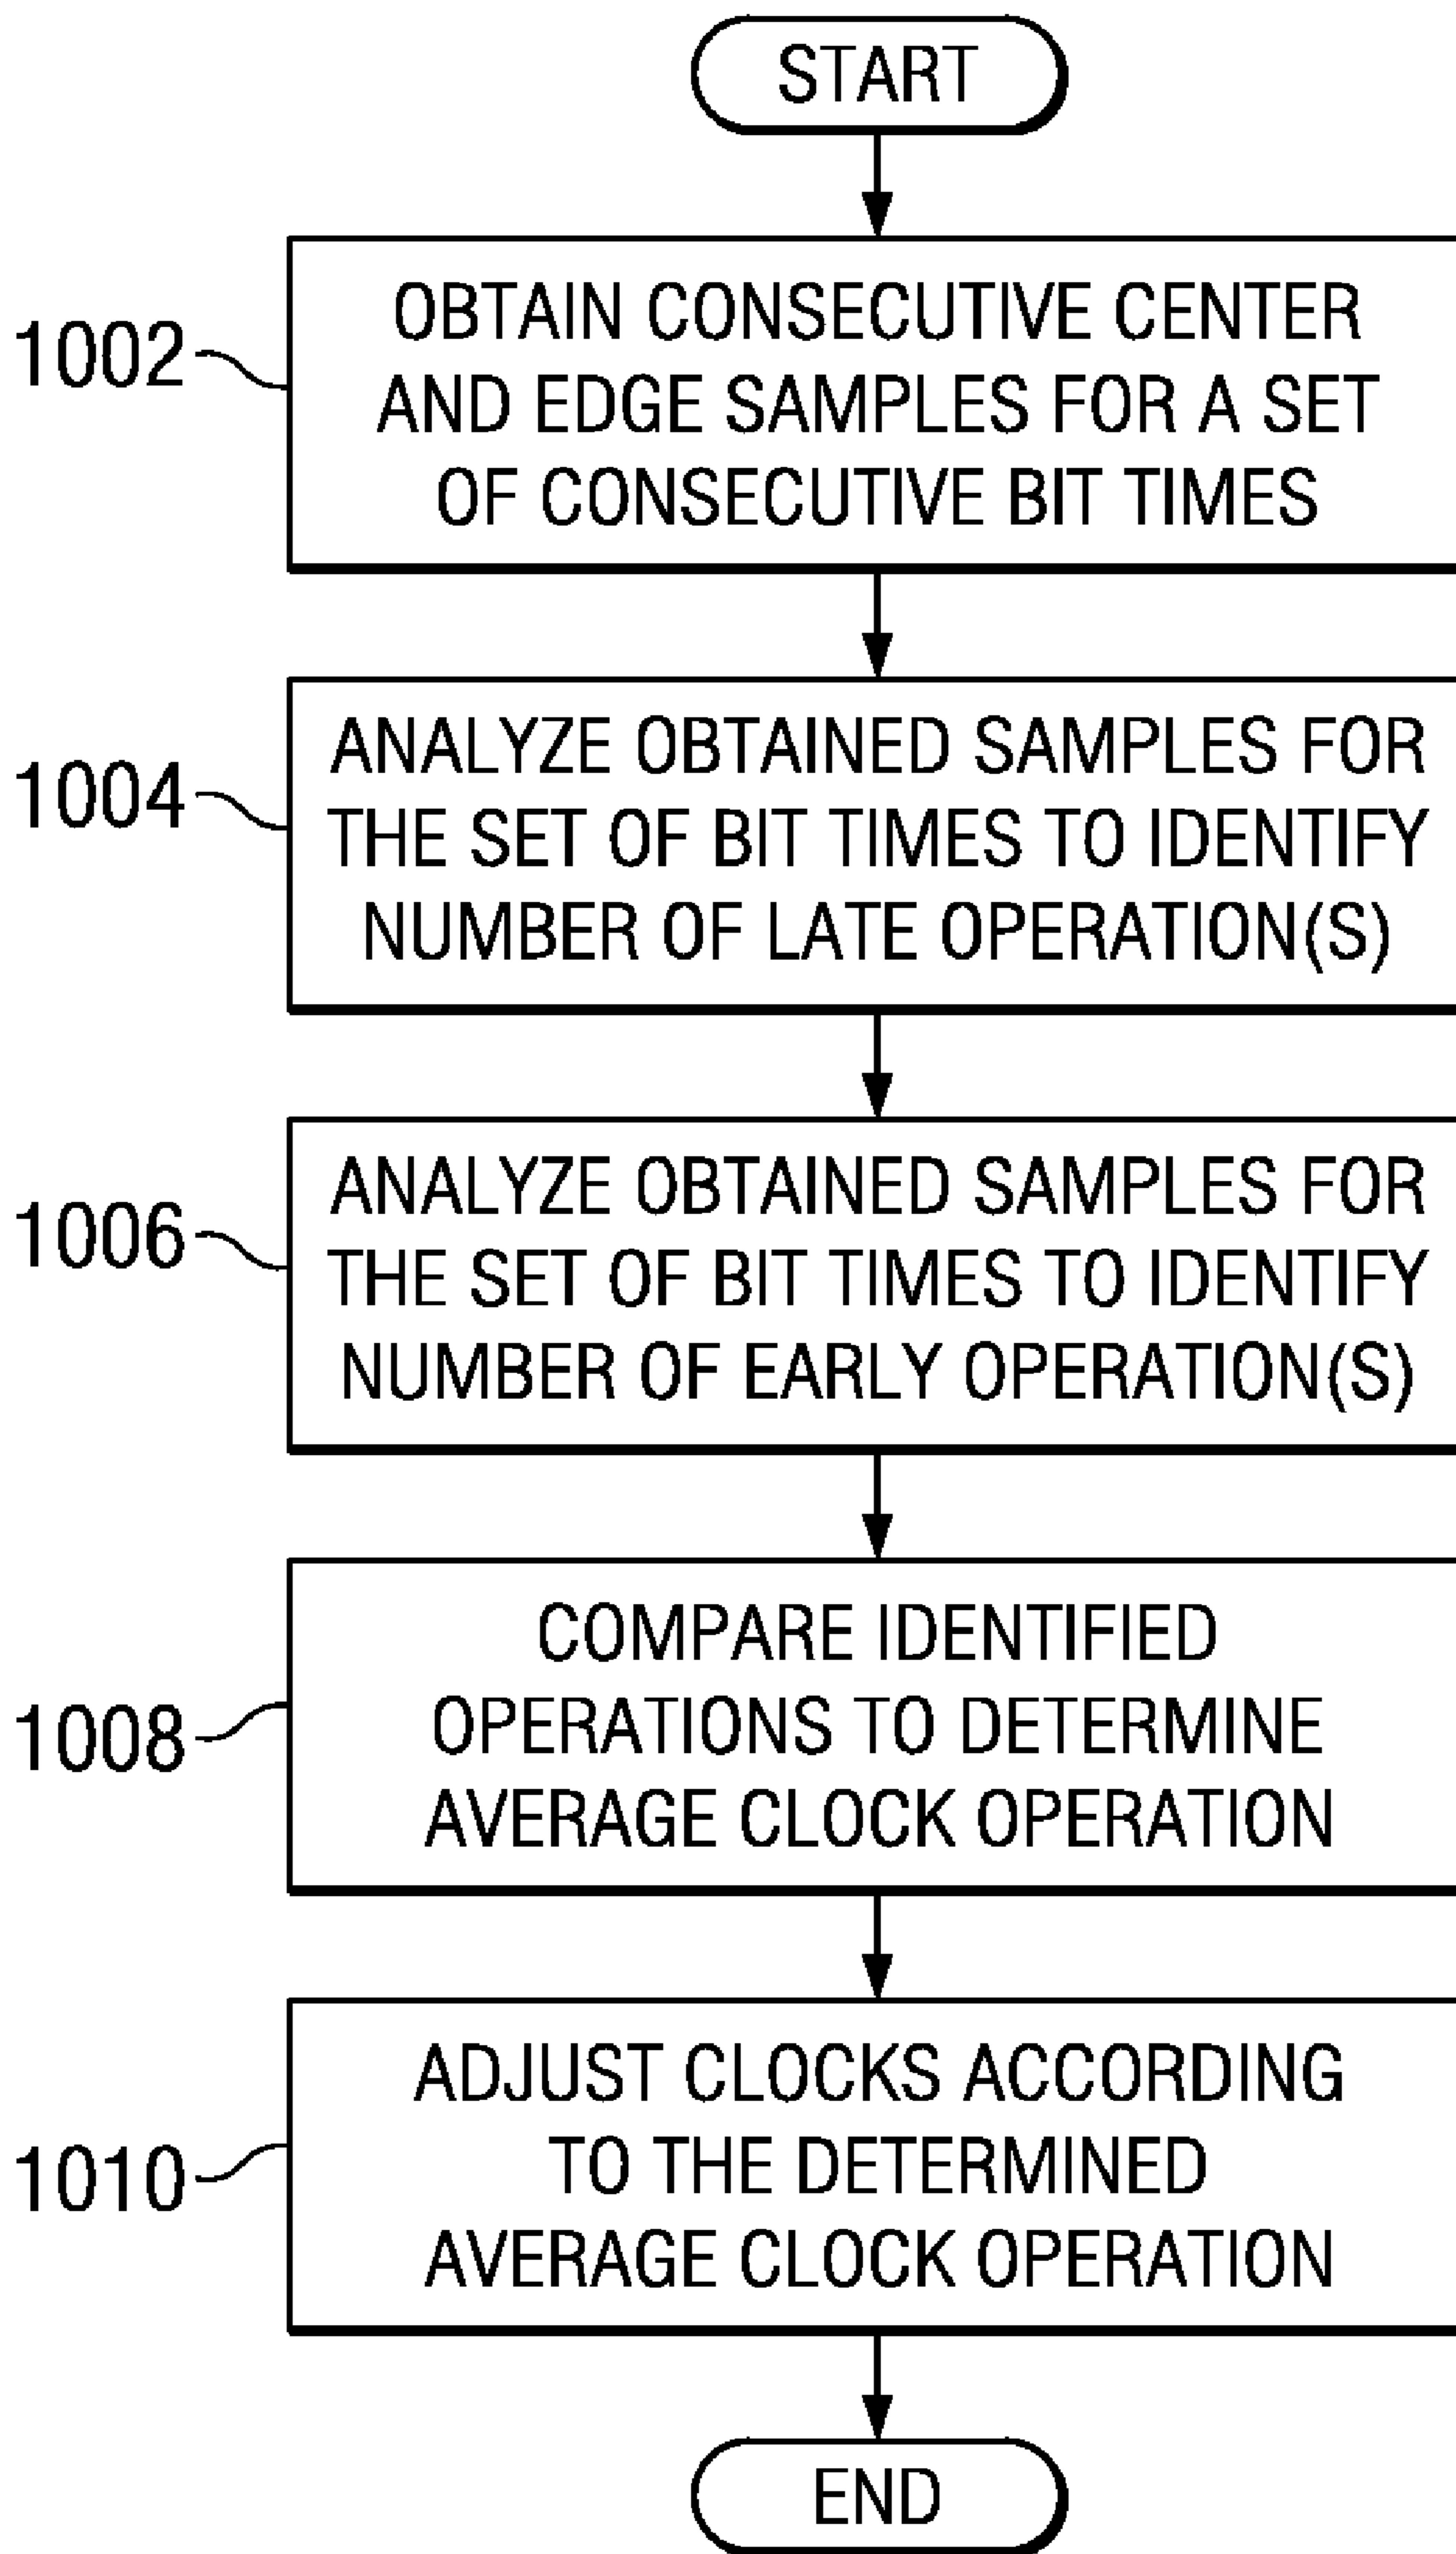 START
1002
OBTAIN CONSECUTIVE CENTER
AND EDGE SAMPLES FOR A SET
OF CONSECUTIVE BIT TIMES
1004
ANALYZE OBTAINED SAMPLES FOR
THE SET OF BIT TIMES TO IDENTIFY
NUMBER OF LATE OPERATION(S)
1006
ANALYZE OBTAINED SAMPLES FOR
THE SET OF BIT TIMES TO IDENTIFY
NUMBER OF EARLY OPERATION(S)
1008
COMPARE IDENTIFIED
OPERATIONS TO DETERMINE
AVERAGE CLOCK OPERATION
1010
ADJUST CLOCKS ACCORDING
TO THE DETERMINED
AVERAGE CLOCK OPERATION
END